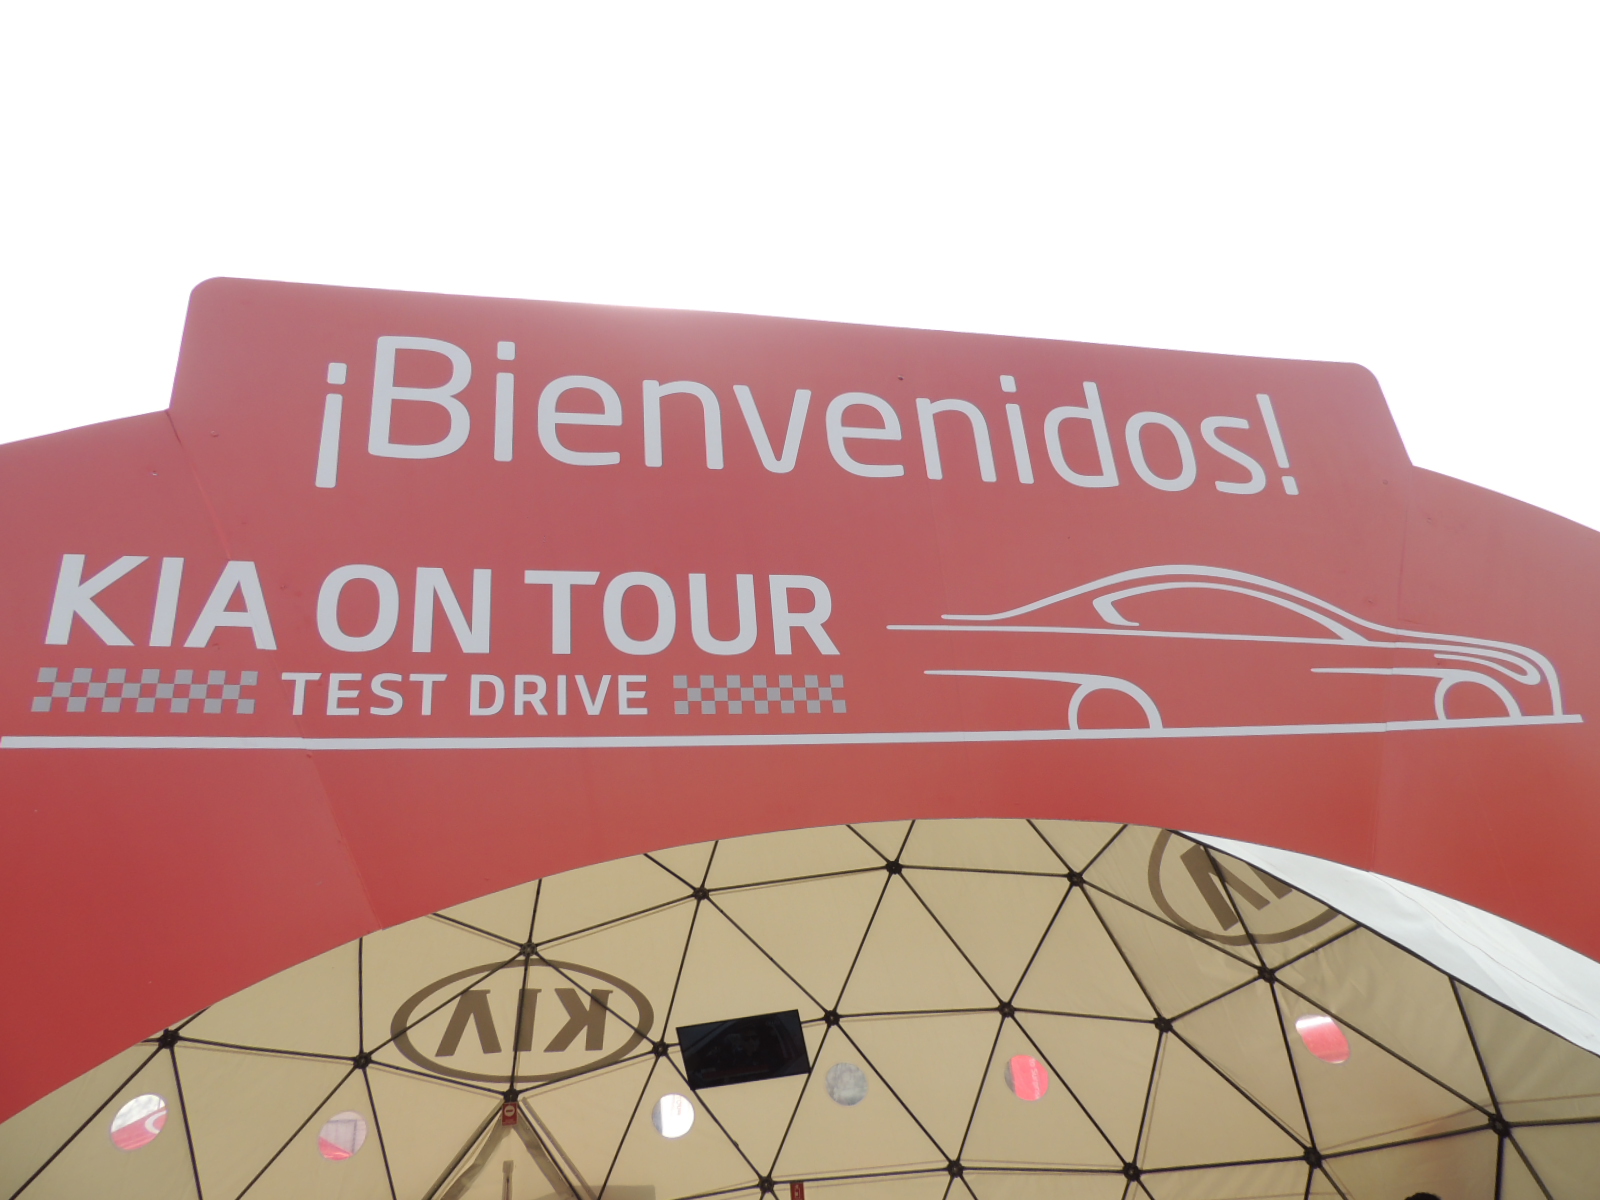 ¡Bienvenidos!
KIA ON TOUR
TEST DRIVE
KIA
KIA